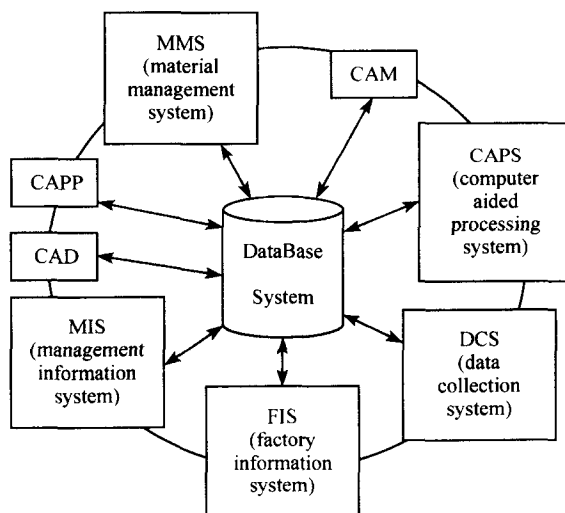 MMS
(material
management
system)
CAM
CAPS
(computer
aided
processing
system)
CAPP
CAD
DataBase
System
MIS
(management
information
system)
DCS
(data
collection
system)
FIS
(factory
information
system)